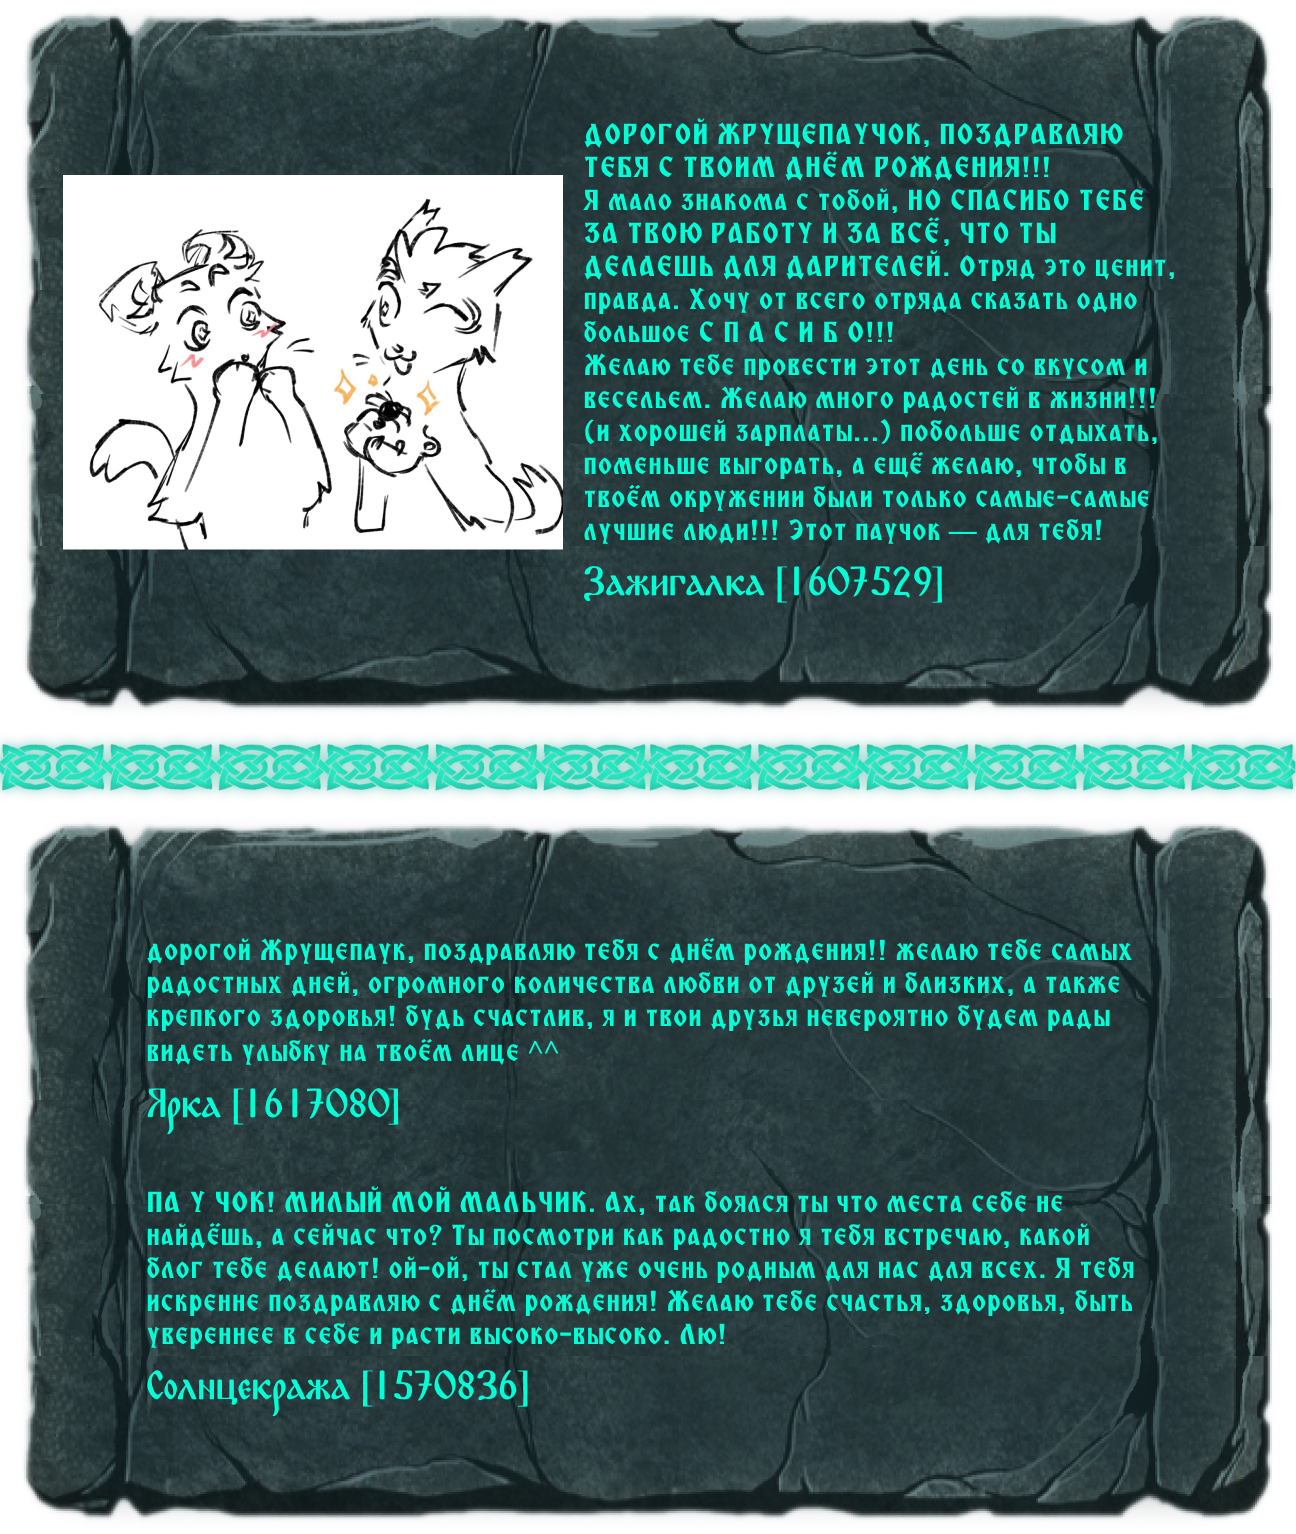 ДОРОГОЙ ЖРУЩЕПАУЧОК, ПОЗДРАВЛЯЮ
ТЕБЯ С ТВОИМ ДНЁМ РОЖДЕНИЯ!!!
Я мало знакома с тобой, НО СПАСИБО ТЕБЕ
ЗА ТВОЮ РАБОТУ И ЗА ВСЁ, ЧТО ТЫ
ДЕЛАЕШЬ ДЛЯ ДАРИТЕЛЕЙ. Отряд это ценит,
правда. Хочу от всего отряда сказать одно
большое С П А С И Б О!!!
Желаю тебе провести этот день со вкусом и
весельем. Желаю много радостей в жизни!!!
(и хорошей зарплаты...) побольше отдыхать,
поменьше выгорать, а ещё желаю, чтобы в
твоём окружении были только самые-самые
лучшие люди!!! Этот паучок — для тебя!
Зажигалка [1607529]
дорогой Жрущепаук, поздравляю тебя с днём рождения!! желаю тебе самых
радостных дней, огромного количества любви от друзей и близких, а также
крепкого здоровья! будь счастлив, я и твои друзья невероятно будем рады
видеть улыбку на твоём лице ^^
Ярка [1617080]
ПА У ЧОК! МИЛЫЙ МОЙ МАЛЬЧИК. Ах, так боялся ты что места себе не
найдёшь, а сейчас что? Ты посмотри как радостно я тебя встречаю, какой
блог тебе делают! ой-ой, ты стал уже очень родным для нас для всех. Я тебя
искренне поздравляю с днём рождения! Желаю тебе счастья, здоровья, быть
увереннее в себе и расти высоко-высоко. Лю!
Солнцекража [1570836]